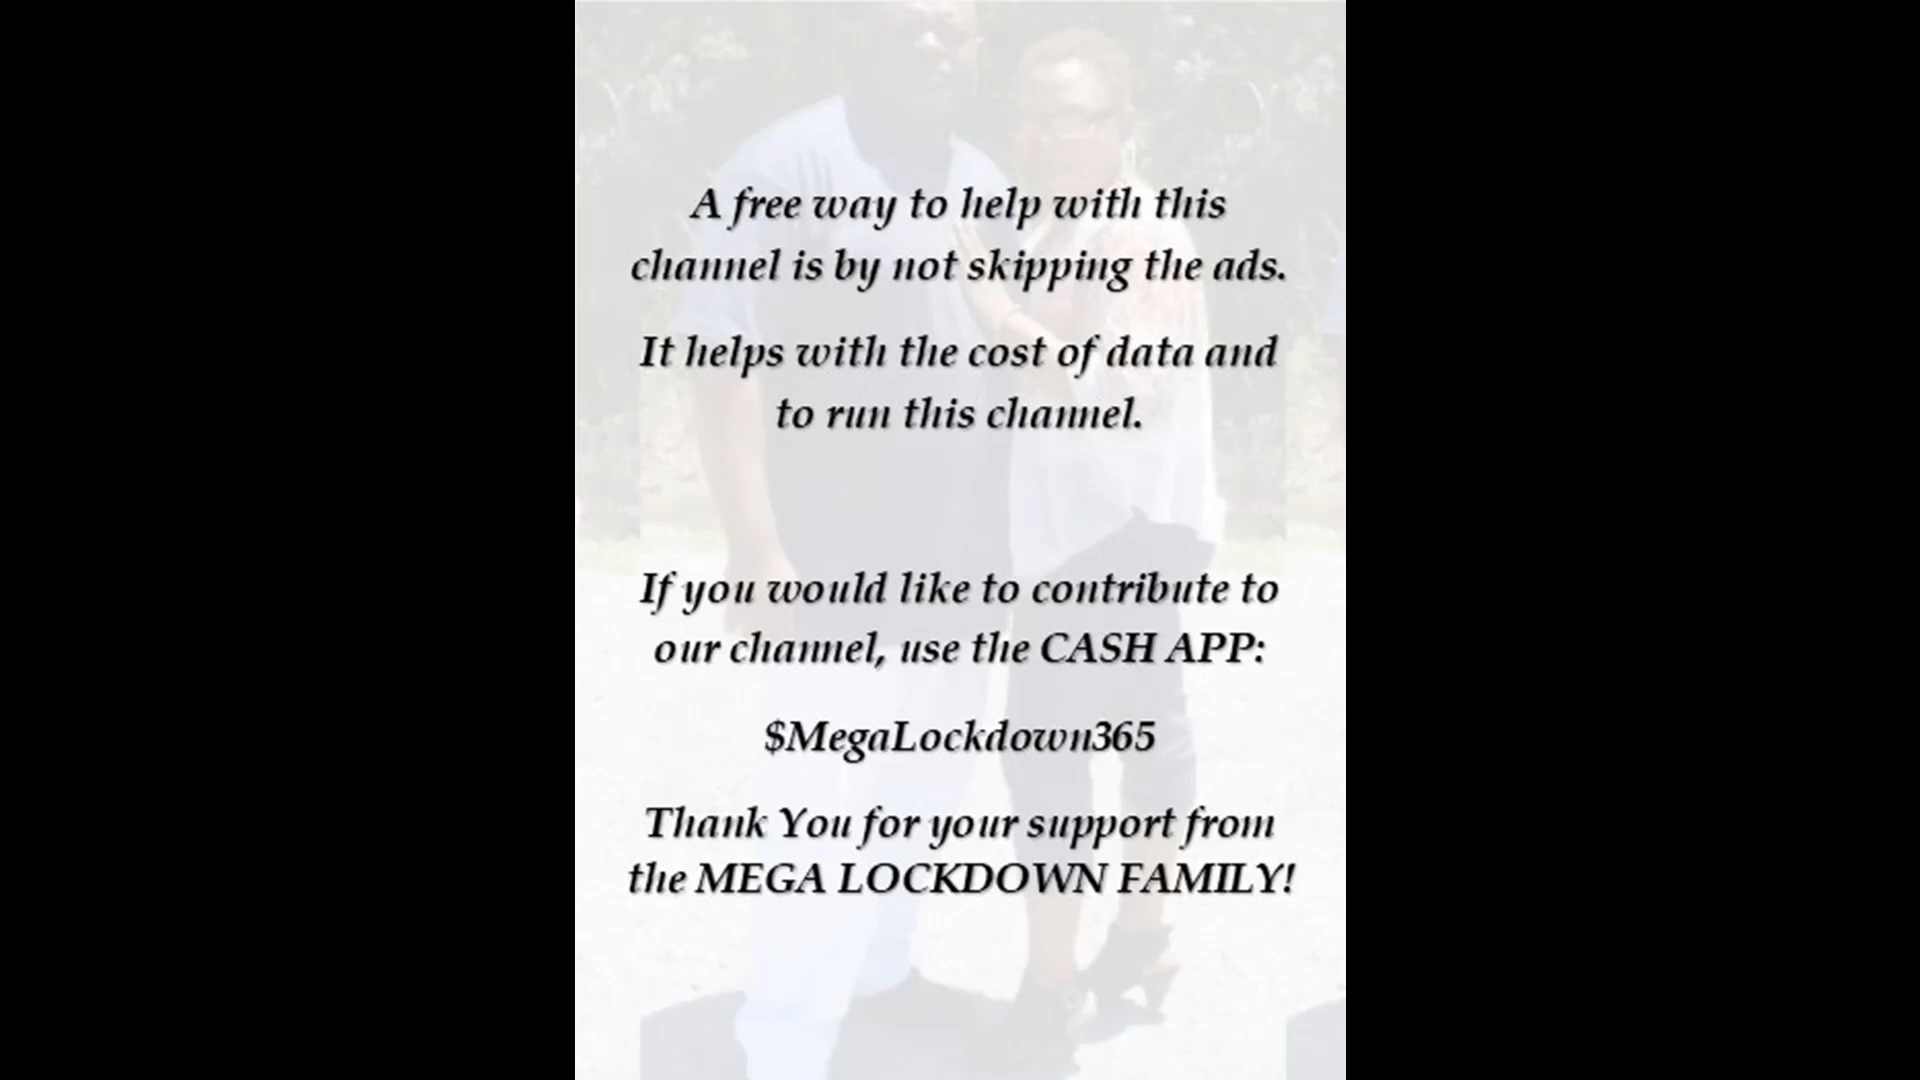 A free way to help with this
channel is by not skipping the ads.
It helps with the cost of data and
to run this channel.
If you would like to contribute to
our channel, use the CASH APP:
$MegaLockdown365
Thank You for your support from
the MEGA LOCKDOWN FAMILY!